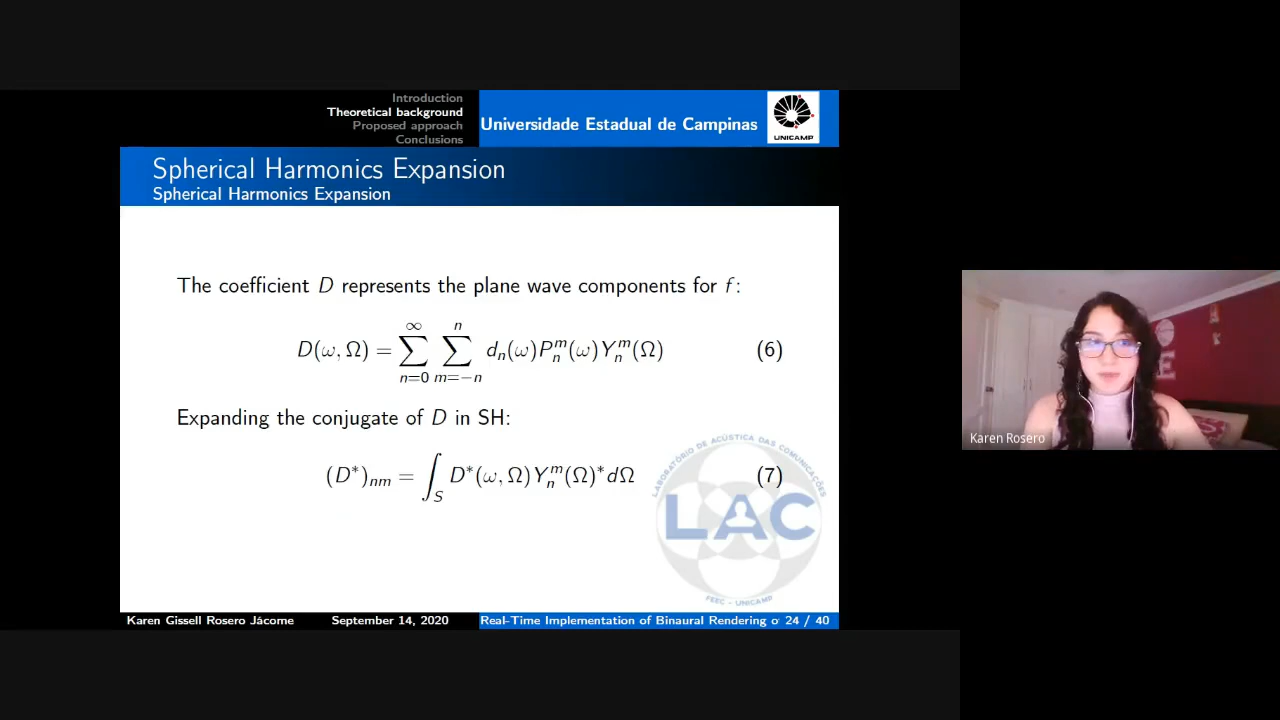 Introduction
Theoretical background
Proposed approach
Conclusions
Universidade Estadual de Campinas
UNICAMP
Spherical Harmonics Expansion
Spherical Harmonics Expansion
The coefficient D represents the plane wave components for f:
D(ω, Ω) = ∑_{n=0}^{∞} ∑_{m=−n}^{n} d_n(ω)P_n^m(ω)Y_n^m(Ω) (6)
Expanding the conjugate of D in SH:
(D*)_{nm} = ∫_S D*(ω, Ω)Y_n^m(Ω)*dΩ (7)
LABORATÓRIO DE ACÚSTICA DAS COMUNICAÇÕES
LAC
FEEC - UNICAMP
Karen Gissell Rosero Jácome September 14, 2020 Real-Time Implementation of Binaural Rendering o 24 / 40
Karen Rosero